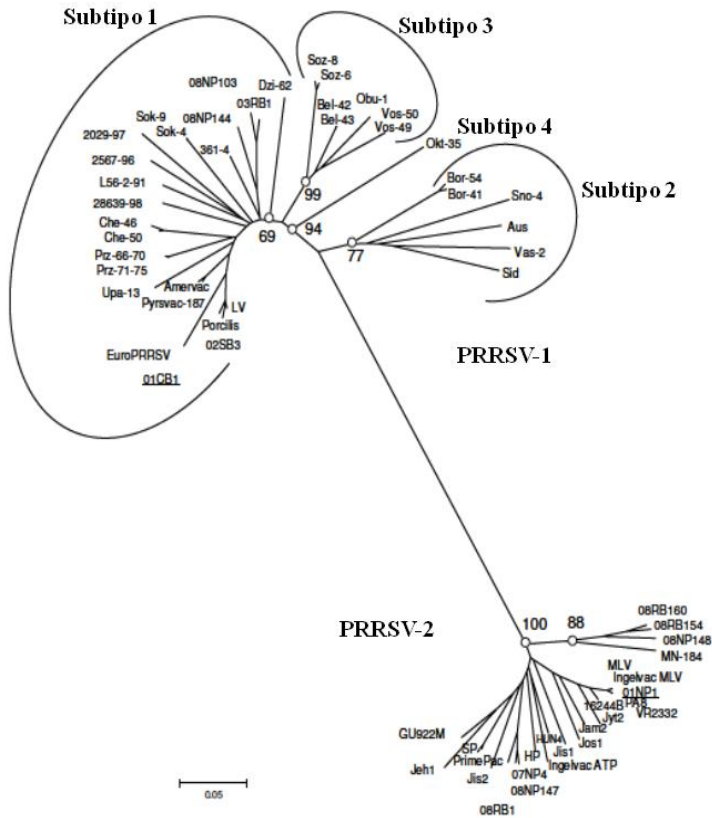 Subtipo 1
Subtipo 3
Soz-8
Soz-6
08NP103
Dzi-62
Obu-1
03RB1
Bel-42
Vos-50
Sok-9
08NP144
Bel-43
Vos-49
Subtipo 4
2029-97
Sok-4
361-4
Okt-35
2567-96
Bor-54
Subtipo 2
L56-2-91
99
Bor-41
Sno-4
28639-98
Che-46
Aus
Che-50
69
94
77
Vas-2
Prz-66-70
Sid
Prz-71-75
Upa-13
Amervac
Pyrsvac-187
LV
Porcilis
02SB3
EuroPRRSV
PRRSV-1
01CB1
08RB160
PRRSV-2
100
88
08RB154
08NP148
MN-184
MLV
Ingelvac MLV
01NP1
16244B
PA8
VR2332
Jyt2
Jam2
GU922M
HUN4
Jos1
SP
Jis1
PrimePac
HP
Ingelvac ATP
Jeh1
Jis2
07NP4
08NP147
0.05
08RB1